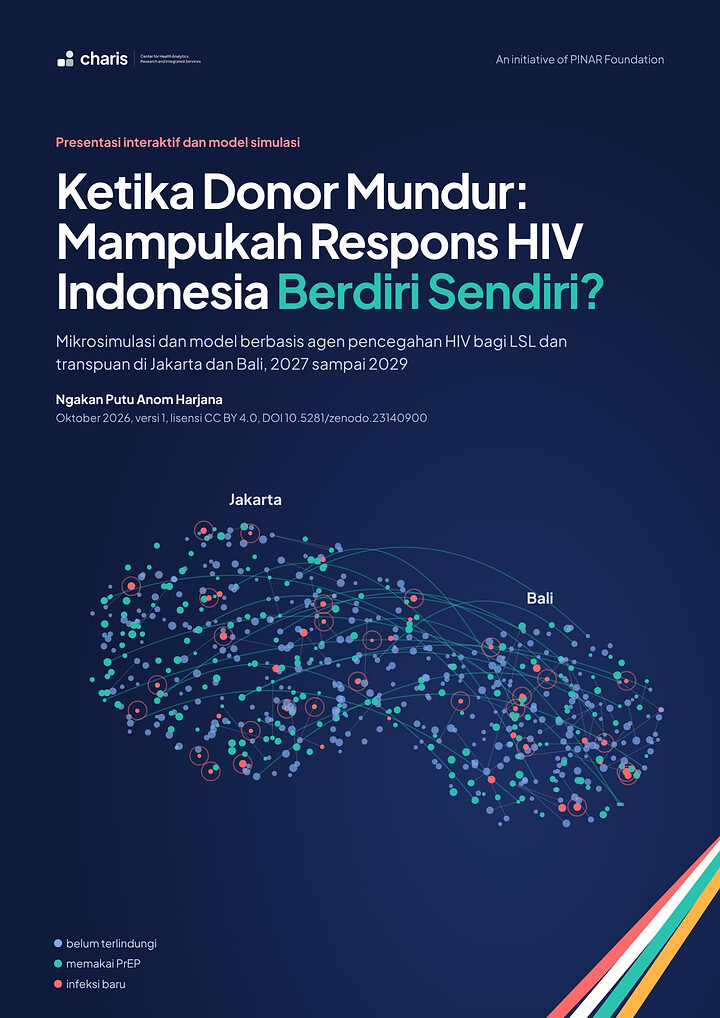 charis
Center for Health Analytics,
Research and Integrated Services
An initiative of PINAR Foundation
Presentasi interaktif dan model simulasi
Ketika Donor Mundur:
Mampukah Respons HIV
Indonesia Berdiri Sendiri?
Mikrosimulasi dan model berbasis agen pencegahan HIV bagi LSL dan
transpuan di Jakarta dan Bali, 2027 sampai 2029
Ngakan Putu Anom Harjana
Oktober 2026, versi 1, lisensi CC BY 4.0, DOI 10.5281/zenodo.23140900
Jakarta
Bali
belum terlindungi
memakai PrEP
infeksi baru